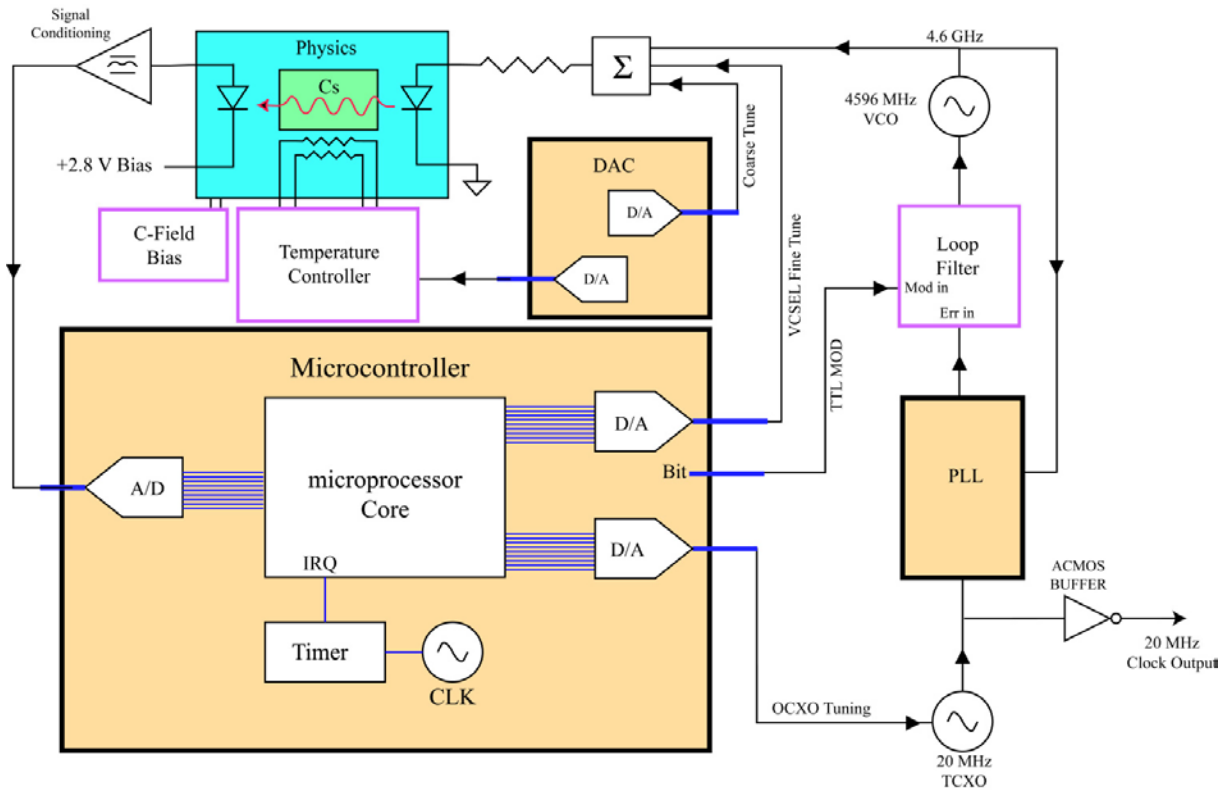 Signal
Conditioning
Physics
Cs
+2.8 V Bias
Σ
4.6 GHz
4596 MHz
VCO
DAC
D/A
D/A
Coarse Tune
VCSEL Fine Tune
TTL MOD
C-Field
Bias
Temperature
Controller
Loop
Filter
Mod in
Err in
Microcontroller
microprocessor
Core
IRQ
A/D
D/A
Bit
D/A
Timer
CLK
PLL
ACMOS
BUFFER
20 MHz
Clock Output
OCXO Tuning
20 MHz
TCXO